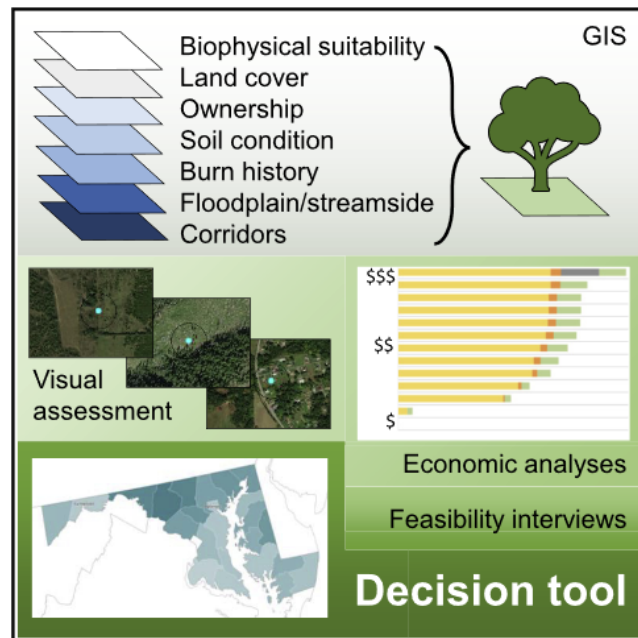 GIS
Biophysical suitability
Land cover
Ownership
Soil condition
Burn history
Floodplain/streamside
Corridors
Visual
assessment
$$$
$$
$
Economic analyses
Feasibility interviews
Decision tool